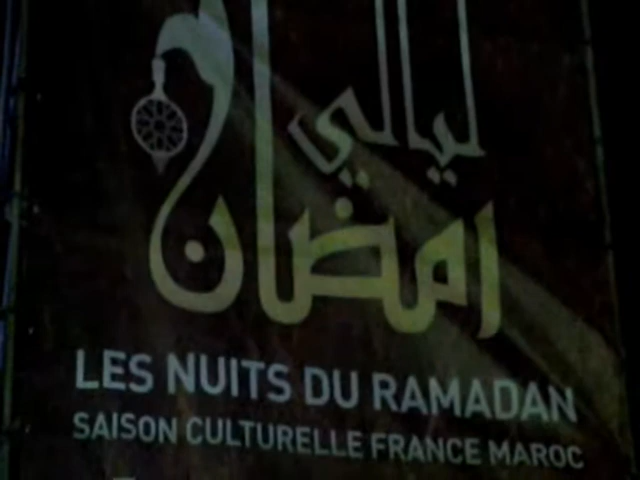 ليالي
رمضان
LES NUITS DU RAMADAN
SAISON CULTURELLE FRANCE MAROC